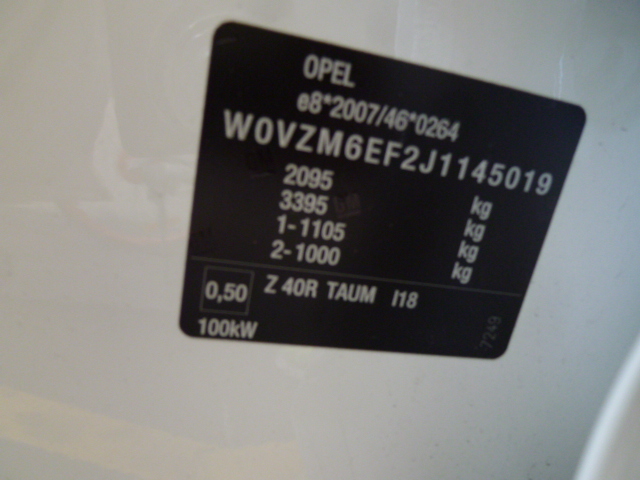 OPEL
e8*2007/46*0264
W0VZM6EF2J1145019
2095 kg
3395 kg
1-1105 kg
2-1000 kg
0,50 Z 40R TAUM I18
100kW
7249